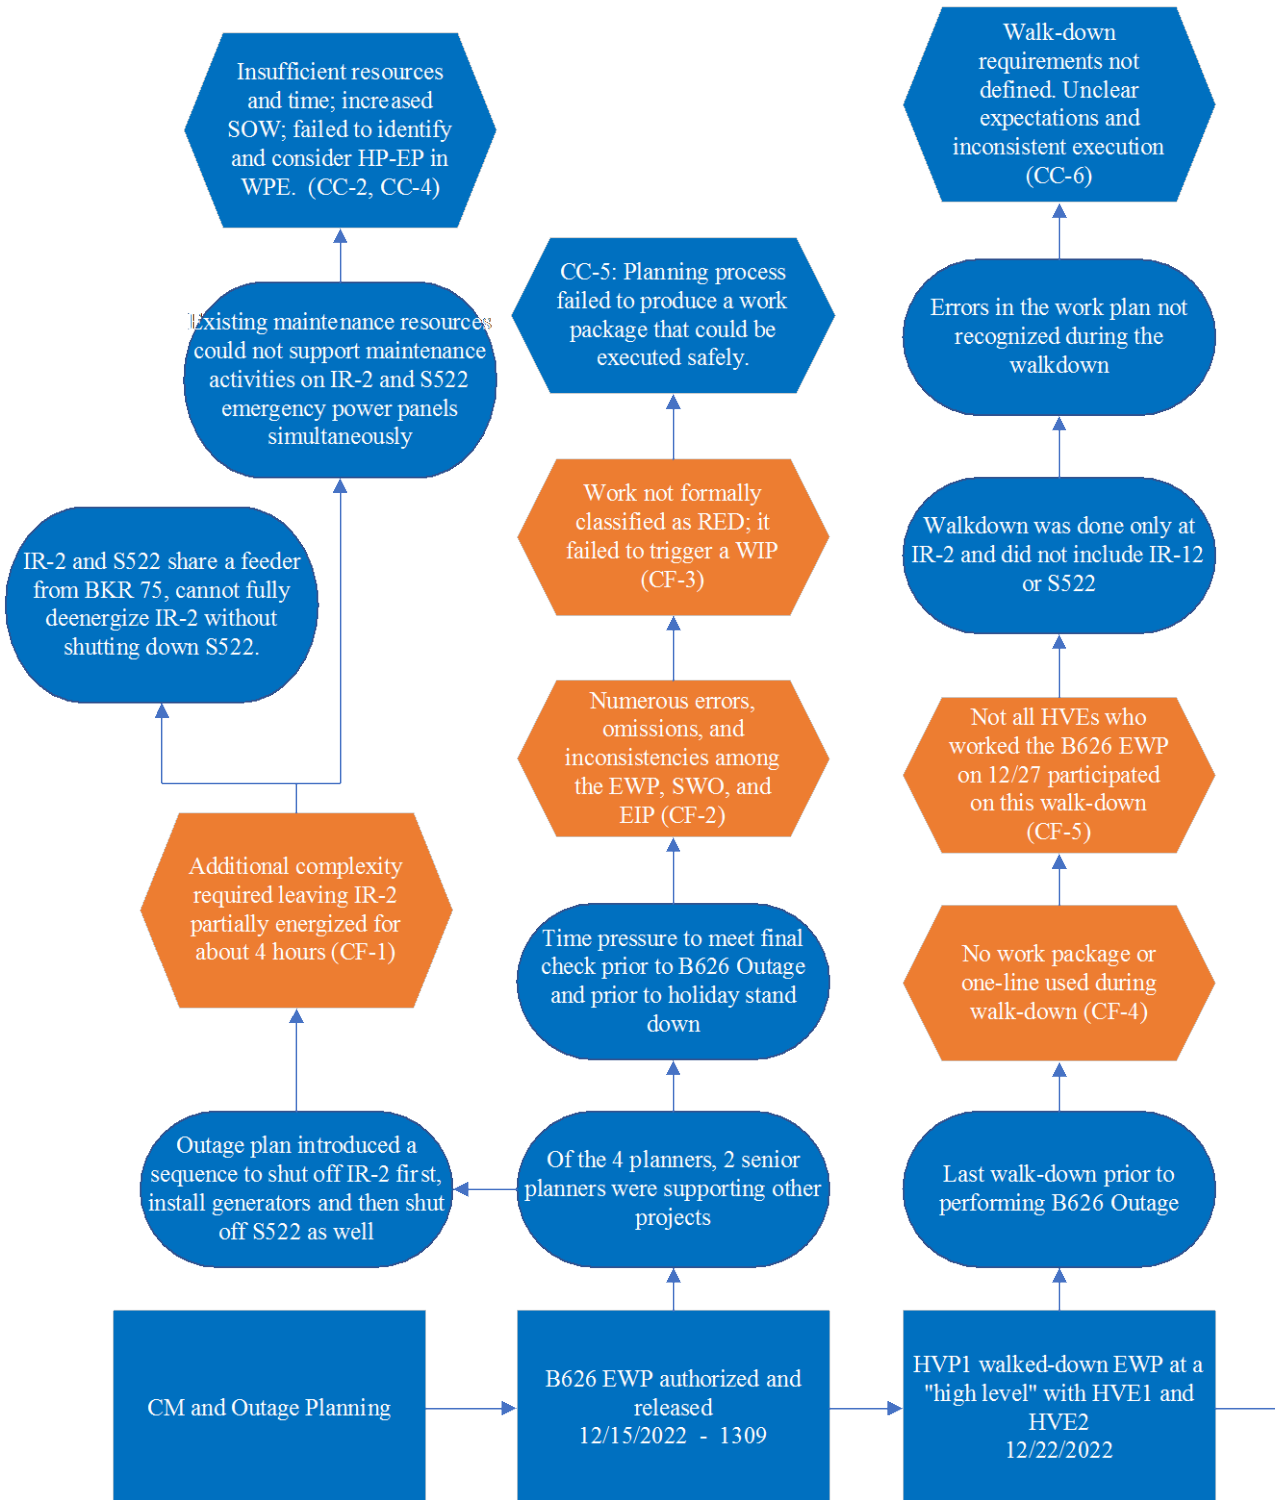 Insufficient resources
and time; increased
SOW; failed to identify
and consider HP-EP in
WPE.  (CC-2, CC-4)
Existing maintenance resources
could not support maintenance
activities on IR-2 and S522
emergency power panels
simultaneously
IR-2 and S522 share a feeder
from BKR 75, cannot fully
deenergize IR-2 without
shutting down S522.
Additional complexity
required leaving IR-2
partially energized for
about 4 hours (CF-1)
Outage plan introduced a
sequence to shut off IR-2 first,
install generators and then shut
off S522 as well
CM and Outage Planning
CC-5: Planning process
failed to produce a work
package that could be
executed safely.
Work not formally
classified as RED; it
failed to trigger a WIP
(CF-3)
Numerous errors,
omissions, and
inconsistencies among
the EWP, SWO, and
EIP (CF-2)
Time pressure to meet final
check prior to B626 Outage
and prior to holiday stand
down
Of the 4 planners, 2 senior
planners were supporting other
projects
B626 EWP authorized and
released
12/15/2022  -  1309
Walk-down
requirements not
defined. Unclear
expectations and
inconsistent execution
(CC-6)
Errors in the work plan not
recognized during the
walkdown
Walkdown was done only at
IR-2 and did not include IR-12
or S522
Not all HVEs who
worked the B626 EWP
on 12/27 participated
on this walk-down
(CF-5)
No work package or
one-line used during
walk-down (CF-4)
Last walk-down prior to
performing B626 Outage
HVP1 walked-down EWP at a
"high level" with HVE1 and
HVE2
12/22/2022